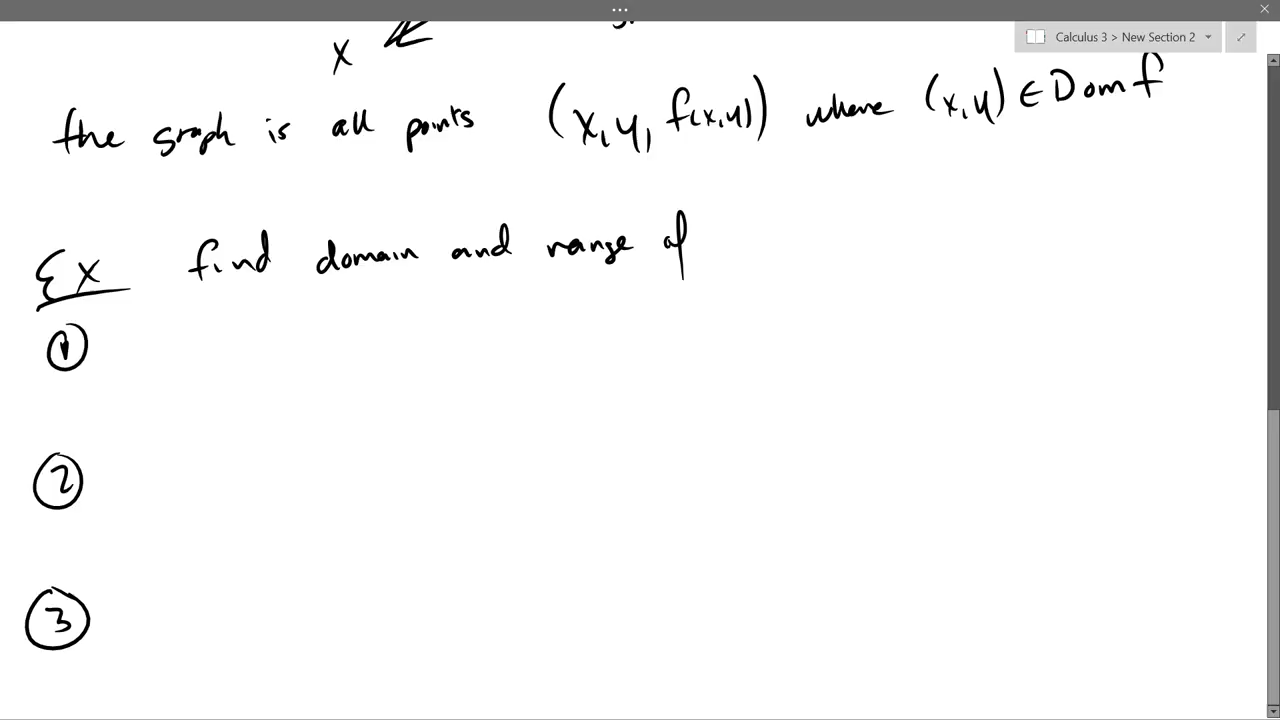 Calculus 3 > New Section 2
x
the graph is all points (x, y, f(x,y)) where (x,y) ∈ Dom f
Ex find domain and range of
①
②
③